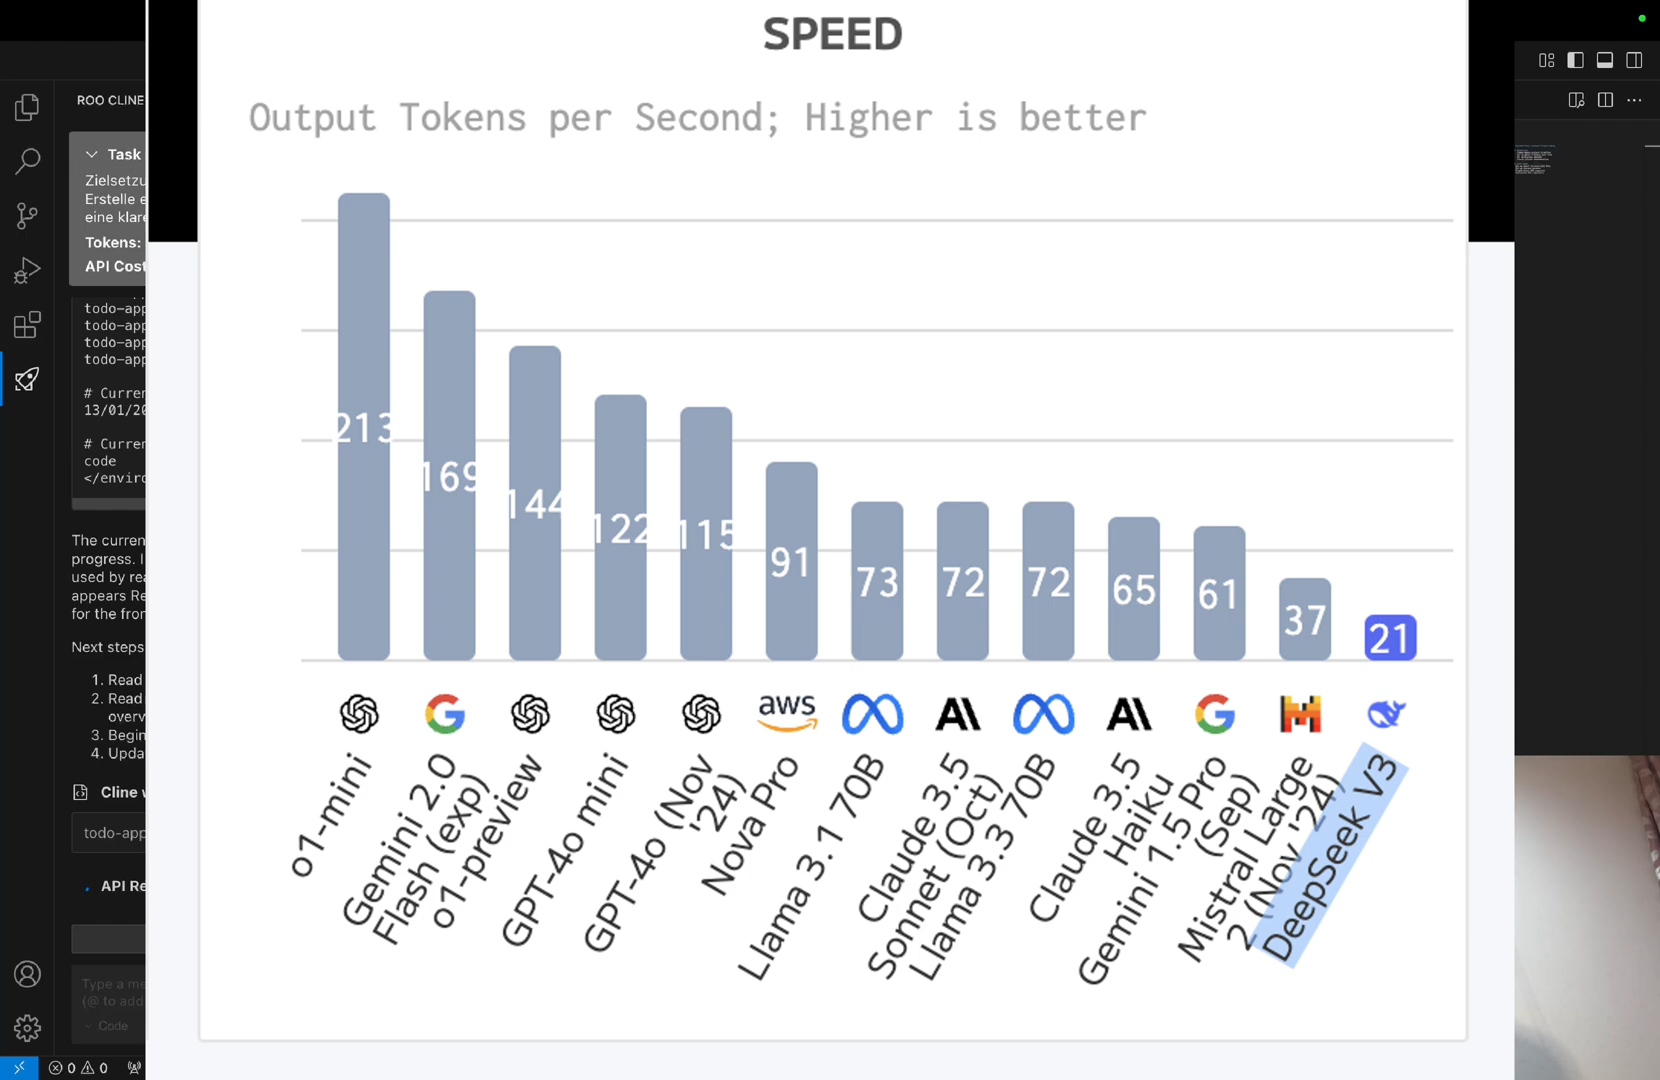 SPEED
Output Tokens per Second; Higher is better
213
169
144
122
115
91
73
72
72
65
61
37
21
aws
o1-mini
Gemini 2.0
Flash (exp)
o1-preview
GPT-4o mini
GPT-4o (Nov
'24)
Nova Pro
Llama 3.1 70B
Claude 3.5
Sonnet (Oct)
Llama 3.3 70B
Claude 3.5
Haiku
Gemini 1.5 Pro
(Sep)
Mistral Large
2 (Nov '24)
DeepSeek V3
ROO CLINE
Task
Zielsetzu
Erstelle e
eine klare
Tokens:
API Cost
todo-app
todo-app
todo-app
todo-app
# Curren
13/01/20
# Curren
code
</enviro
The curren
progress. I
used by rea
appears Re
for the fron
Next steps
1. Read
2. Read
overv
3. Begin
4. Upda
Cline w
todo-app
API Re
Type a me
(@ to add
Code
0 0